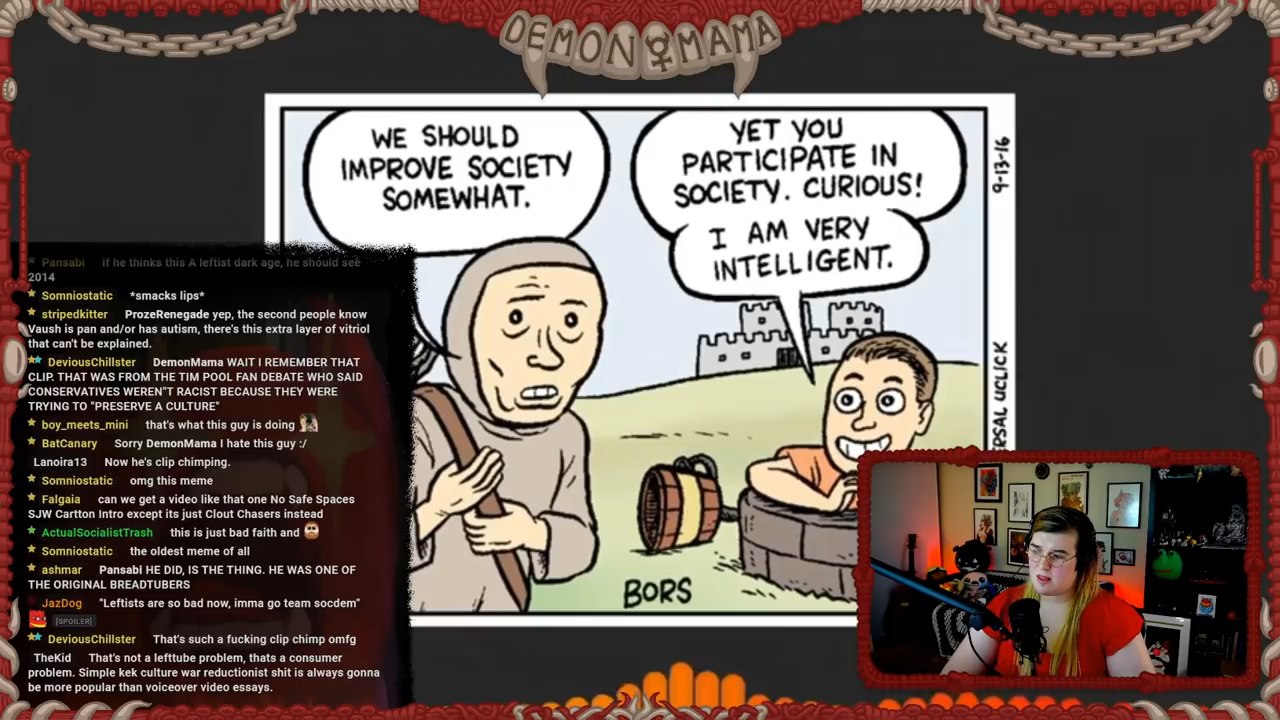 DEMON MAMA
WE SHOULD
IMPROVE SOCIETY
SOMEWHAT.
YET YOU
PARTICIPATE IN
SOCIETY. CURIOUS!
I AM VERY
INTELLIGENT.
9-13-16
RSAL UCLICK
BORS
Pansabi if he thinks this A leftist dark age, he should see
2014
Somniostatic *smacks lips*
stripedkitter ProzeRenegade yep, the second people know
Vaush is pan and/or has autism, there's this extra layer of vitriol
that can't be explained.
DeviousChillster DemonMama WAIT I REMEMBER THAT
CLIP. THAT WAS FROM THE TIM POOL FAN DEBATE WHO SAID
CONSERVATIVES WEREN"T RACIST BECAUSE THEY WERE
TRYING TO "PRESERVE A CULTURE"
boy_meets_mini that's what this guy is doing
BatCanary Sorry DemonMama I hate this guy :/
Lanoira13 Now he's clip chimping.
Somniostatic omg this meme
Falgaia can we get a video like that one No Safe Spaces
SJW Cartton Intro except its just Clout Chasers instead
ActualSocialistTrash this is just bad faith and
Somniostatic the oldest meme of all
ashmar Pansabi HE DID, IS THE THING. HE WAS ONE OF
THE ORIGINAL BREADTUBERS
JazDog "Leftists are so bad now, imma go team socdem"
[SPOILER]
DeviousChillster That's such a fucking clip chimp omfg
TheKid That's not a lefttube problem, thats a consumer
problem. Simple kek culture war reductionist shit is always gonna
be more popular than voiceover video essays.